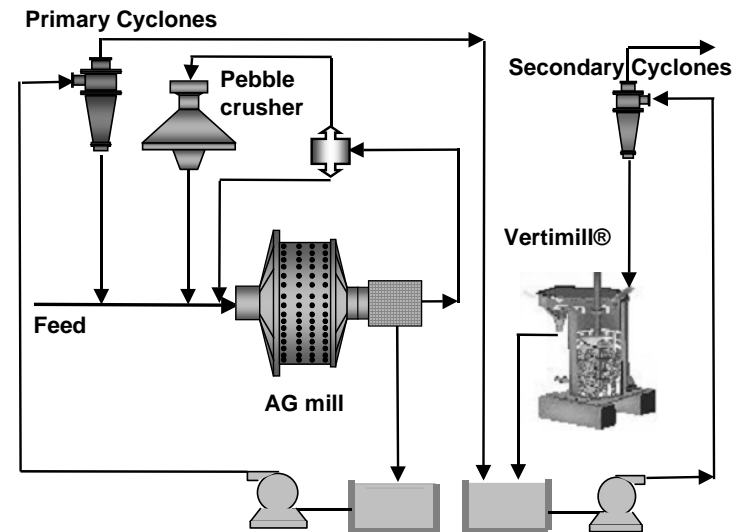 Primary Cyclones
Pebble
crusher
Secondary Cyclones
Vertimill®
Feed
AG mill